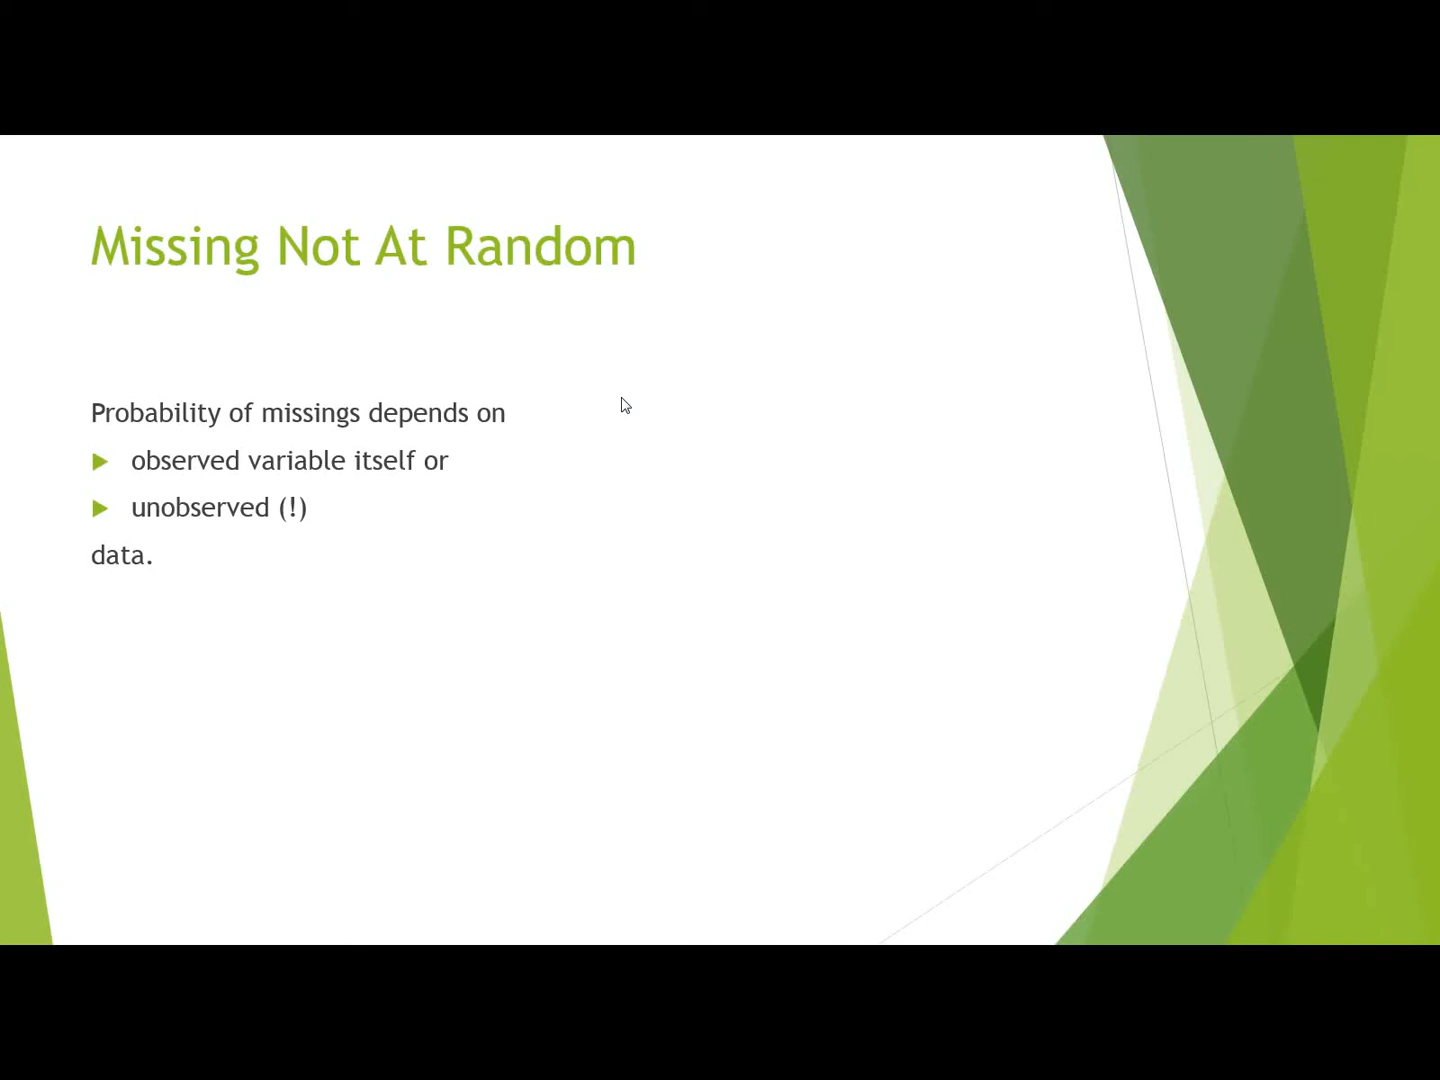 Missing Not At Random
Probability of missings depends on
observed variable itself or
unobserved (!)
data.